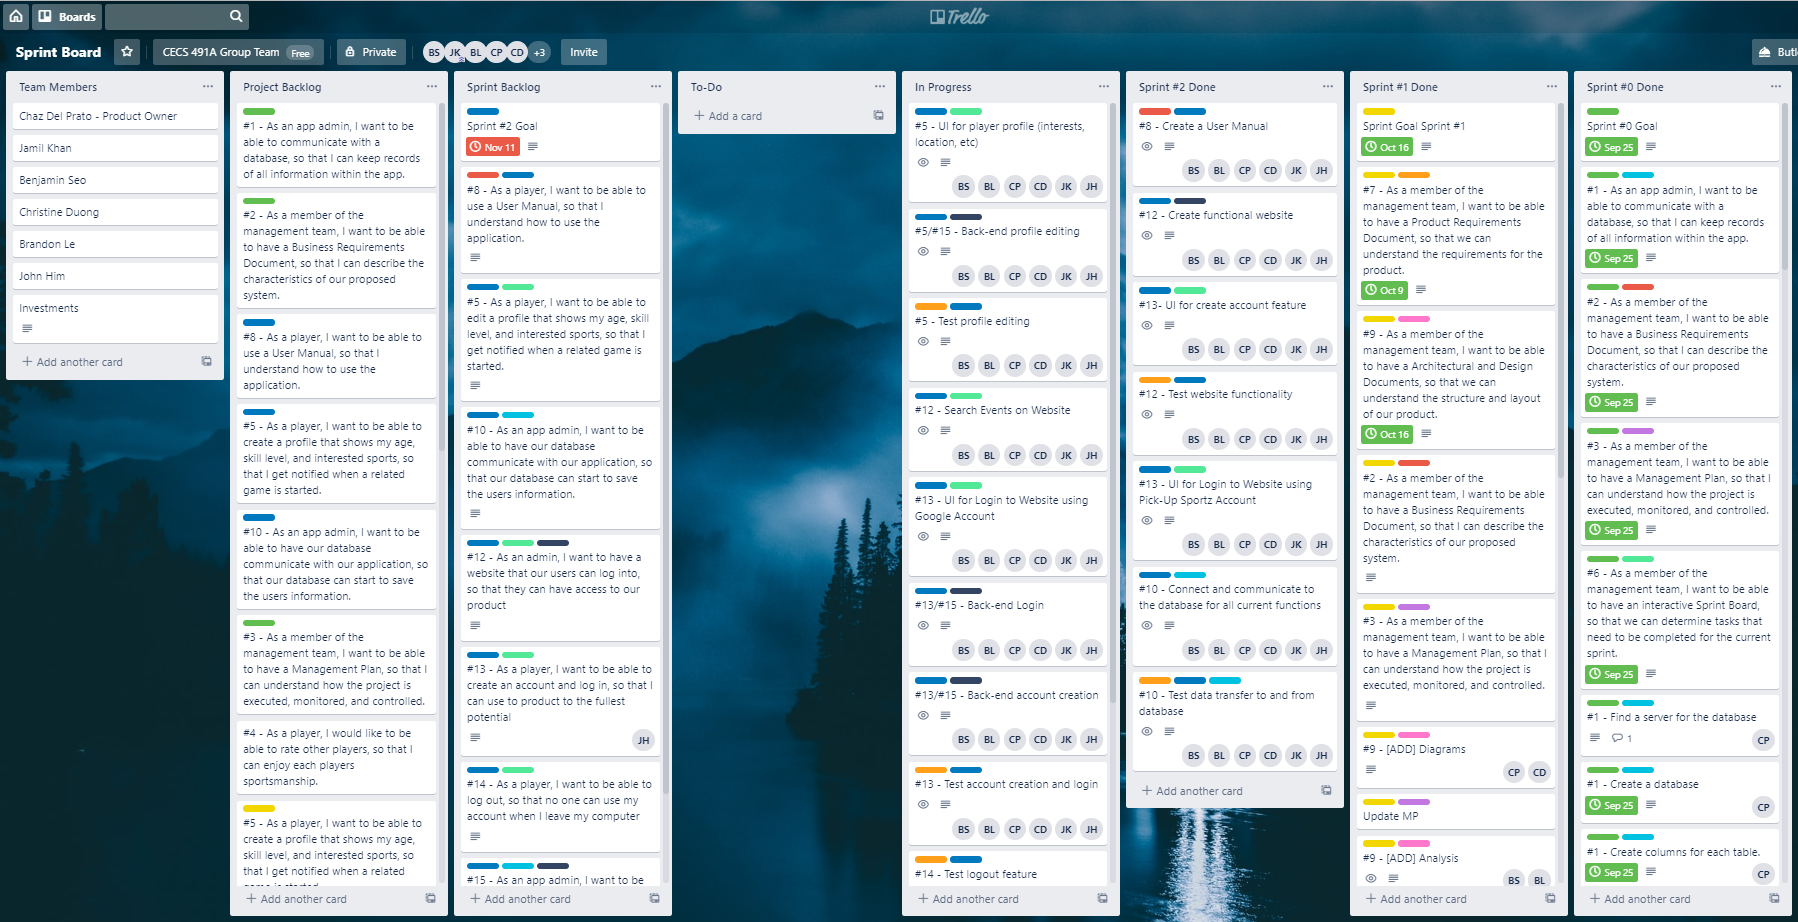 Boards
Trello
Sprint Board
CECS 491A Group Team Free
Private
BS JK BL CP CD +3
Invite
Team Members
Chaz Del Prato - Product Owner
Jamil Khan
Benjamin Seo
Christine Duong
Brandon Le
John Him
Investments
+ Add another card
Project Backlog
#1 - As an app admin, I want to be
able to communicate with a
database, so that I can keep records
of all information within the app.
#2 - As a member of the
management team, I want to be able
to have a Business Requirements
Document, so that I can describe the
characteristics of our proposed
system.
#8 - As a player, I want to be able to
use a User Manual, so that I
understand how to use the
application.
#5 - As a player, I want to be able to
create a profile that shows my age,
skill level, and interested sports, so
that I get notified when a related
game is started.
#10 - As an app admin, I want to be
able to have our database
communicate with our application, so
that our database can start to save
the users information.
#3 - As a member of the
management team, I want to be able
to have a Management Plan, so that I
can understand how the project is
executed, monitored, and controlled.
#4 - As a player, I would like to be
able to rate other players, so that I
can enjoy each players
sportsmanship.
#5 - As a player, I want to be able to
create a profile that shows my age,
skill level, and interested sports, so
that I get notified when a related
game is started.
+ Add another card
Sprint Backlog
Sprint #2 Goal
Nov 11
#8 - As a player, I want to be able to
use a User Manual, so that I
understand how to use the
application.
#5 - As a player, I want to be able to
edit a profile that shows my age, skill
level, and interested sports, so that I
get notified when a related game is
started.
#10 - As an app admin, I want to be
able to have our database
communicate with our application, so
that our database can start to save
the users information.
#12 - As an admin, I want to have a
website that our users can log into,
so that they can have access to our
product
#13 - As a player, I want to be able to
create an account and log in, so that I
can use to product to the fullest
potential
JH
#14 - As a player, I want to be able to
log out, so that no one can use my
account when I leave my computer
#15 - As an app admin, I want to be
+ Add another card
To-Do
+ Add a card
In Progress
#5 - UI for player profile (interests,
location, etc)
BS BL CP CD JK JH
#5/#15 - Back-end profile editing
BS BL CP CD JK JH
#5 - Test profile editing
BS BL CP CD JK JH
#12 - Search Events on Website
BS BL CP CD JK JH
#13 - UI for Login to Website using
Google Account
BS BL CP CD JK JH
#13/#15 - Back-end Login
BS BL CP CD JK JH
#13/#15 - Back-end account creation
BS BL CP CD JK JH
#13 - Test account creation and login
BS BL CP CD JK JH
#14 - Test logout feature
+ Add another card
Sprint #2 Done
#8 - Create a User Manual
BS BL CP CD JK JH
#12 - Create functional website
BS BL CP CD JK JH
#13- UI for create account feature
BS BL CP CD JK JH
#12 - Test website functionality
BS BL CP CD JK JH
#13 - UI for Login to Website using
Pick-Up Sportz Account
BS BL CP CD JK JH
#10 - Connect and communicate to
the database for all current functions
BS BL CP CD JK JH
#10 - Test data transfer to and from
database
BS BL CP CD JK JH
+ Add another card
Sprint #1 Done
Sprint Goal Sprint #1
Oct 16
#7 - As a member of the
management team, I want to be able
to have a Product Requirements
Document, so that we can
understand the requirements for the
product.
Oct 9
#9 - As a member of the
management team, I want to be able
to have a Architectural and Design
Documents, so that we can
understand the structure and layout
of our product.
Oct 16
#2 - As a member of the
management team, I want to be able
to have a Business Requirements
Document, so that I can describe the
characteristics of our proposed
system.
#3 - As a member of the
management team, I want to be able
to have a Management Plan, so that I
can understand how the project is
executed, monitored, and controlled.
#9 - [ADD] Diagrams
CP CD
Update MP
#9 - [ADD] Analysis
BS BL
+ Add another card
Sprint #0 Done
Sprint #0 Goal
Sep 25
#1 - As an app admin, I want to be
able to communicate with a
database, so that I can keep records
of all information within the app.
Sep 25
#2 - As a member of the
management team, I want to be able
to have a Business Requirements
Document, so that I can describe the
characteristics of our proposed
system.
Sep 25
#3 - As a member of the
management team, I want to be able
to have a Management Plan, so that I
can understand how the project is
executed, monitored, and controlled.
Sep 25
#6 - As a member of the
management team, I want to be able
to have an interactive Sprint Board,
so that we can determine tasks that
need to be completed for the current
sprint.
Sep 25
#1 - Find a server for the database
1 CP
#1 - Create a database
Sep 25 CP
#1 - Create columns for each table.
Sep 25 CP
+ Add another card